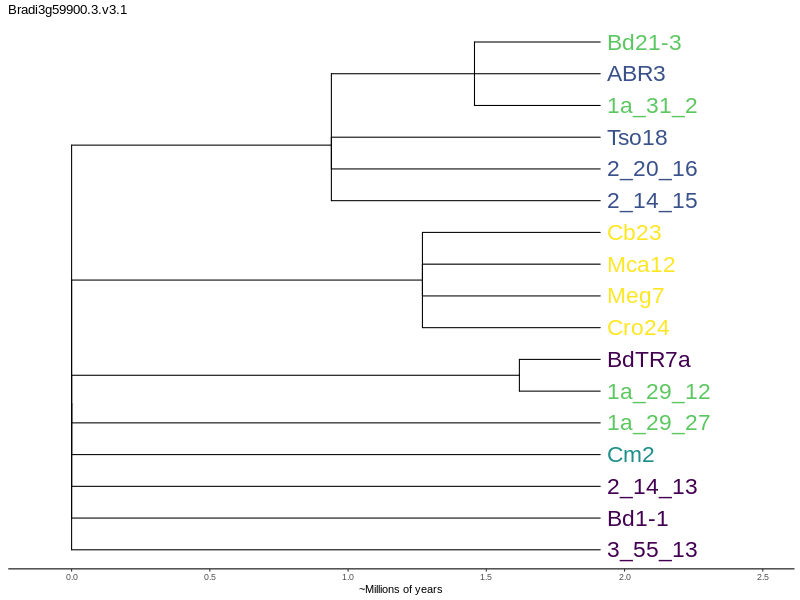 Bradi3g59900.3.v3.1
Bd21-3
ABR3
1a_31_2
Tso18
2_20_16
2_14_15
Cb23
Mca12
Meg7
Cro24
BdTR7a
1a_29_12
1a_29_27
Cm2
2_14_13
Bd1-1
3_55_13
0.0 0.5 1.0 1.5 2.0 2.5
~Millions of years